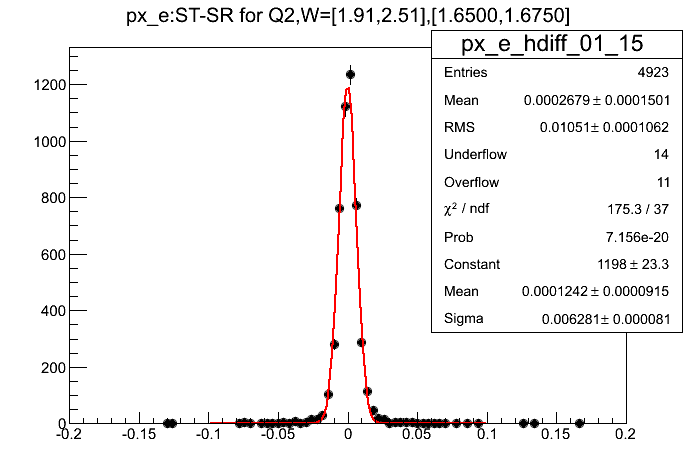 px_e:ST-SR for Q2,W=[1.91,2.51],[1.6500,1.6750]
px_e_hdiff_01_15
Entries 4923
Mean 0.0002679 ± 0.0001501
RMS 0.01051± 0.0001062
Underflow 14
Overflow 11
χ² / ndf 175.3 / 37
Prob 7.156e-20
Constant 1198 ± 23.3
Mean 0.0001242 ± 0.0000915
Sigma 0.006281± 0.000081
1200
1000
800
600
400
200
0
-0.2 -0.15 -0.1 -0.05 0 0.05 0.1 0.15 0.2